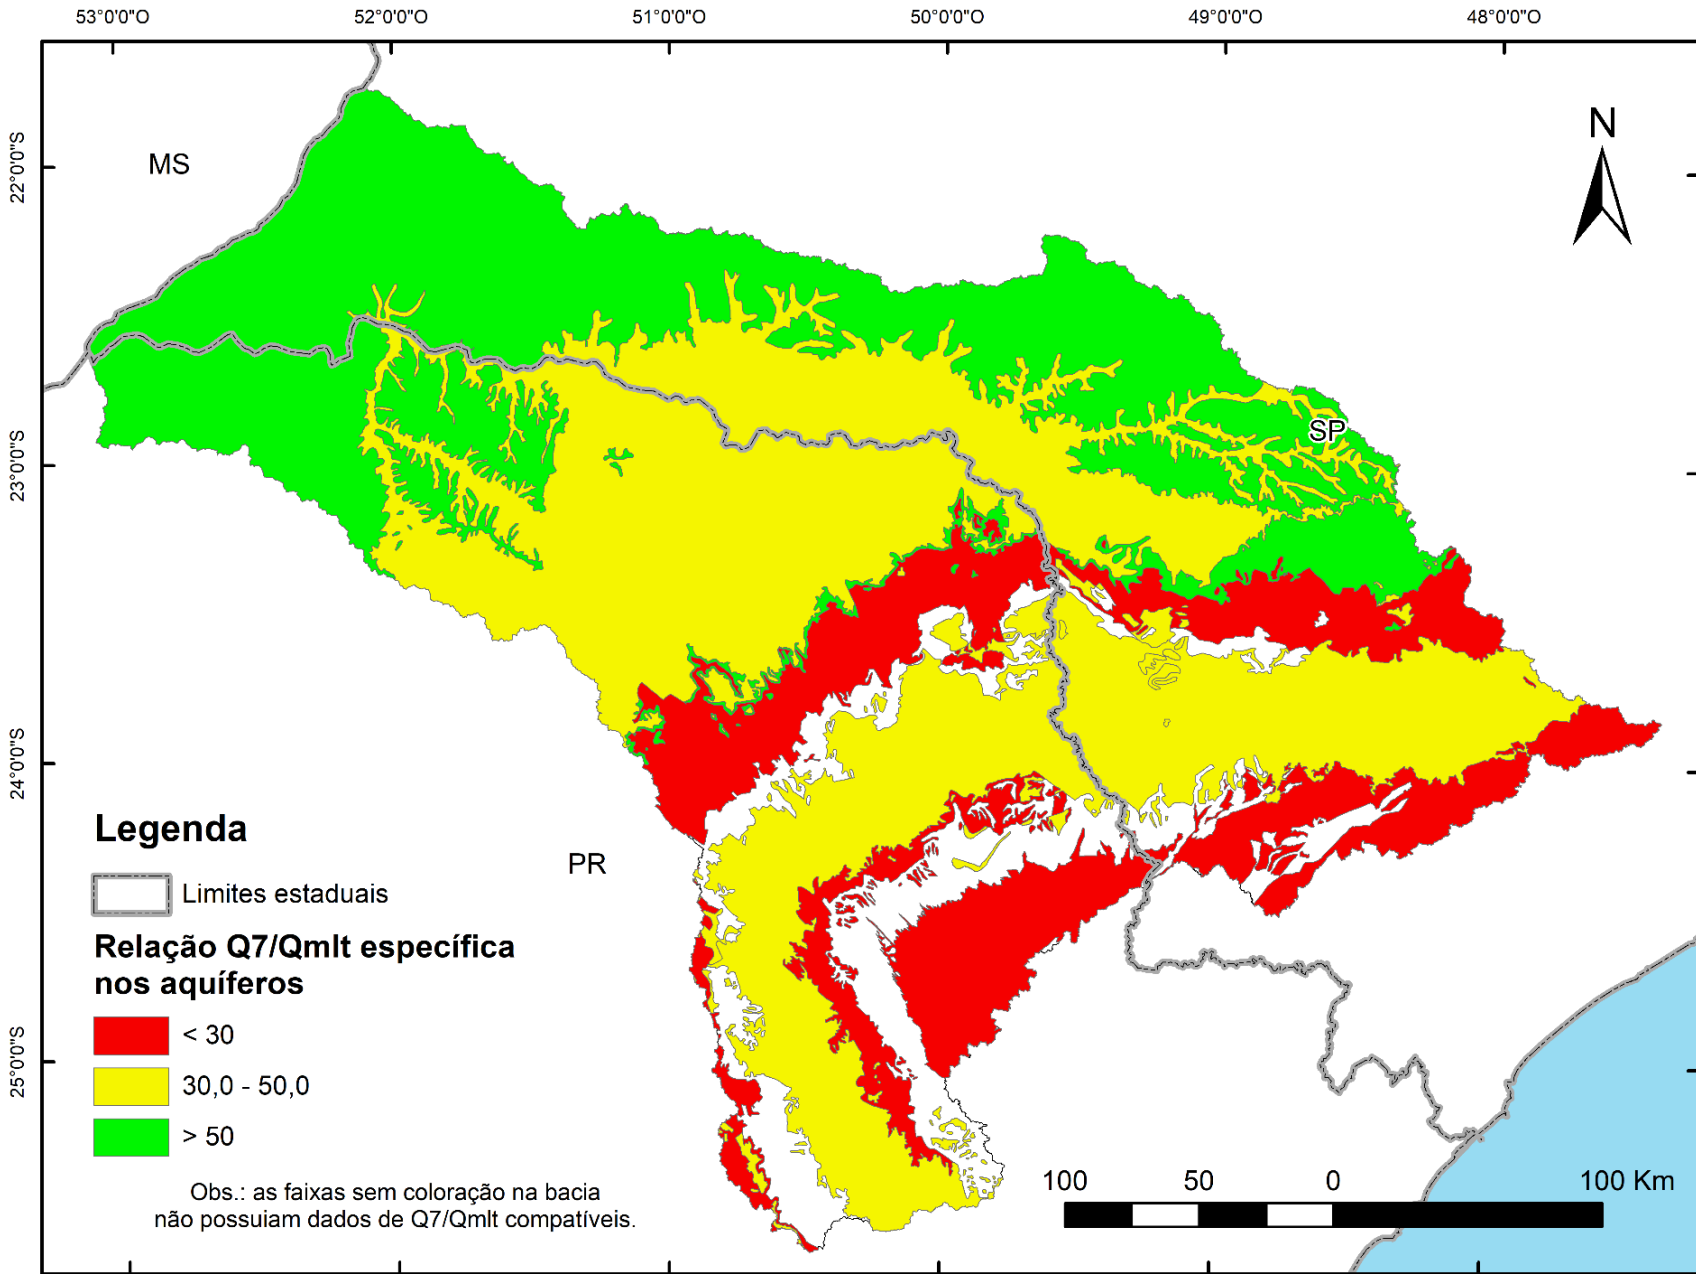 53°0'0"O
52°0'0"O
51°0'0"O
50°0'0"O
49°0'0"O
48°0'0"O
N
MS
22°0'0"S
SP
23°0'0"S
24°0'0"S
PR
25°0'0"S
Legenda
Limites estaduais
Relação Q7/Qmlt específica
nos aquíferos
< 30
30,0 - 50,0
> 50
Obs.: as faixas sem coloração na bacia
não possuiam dados de Q7/Qmlt compatíveis.
100 50 0 100 Km